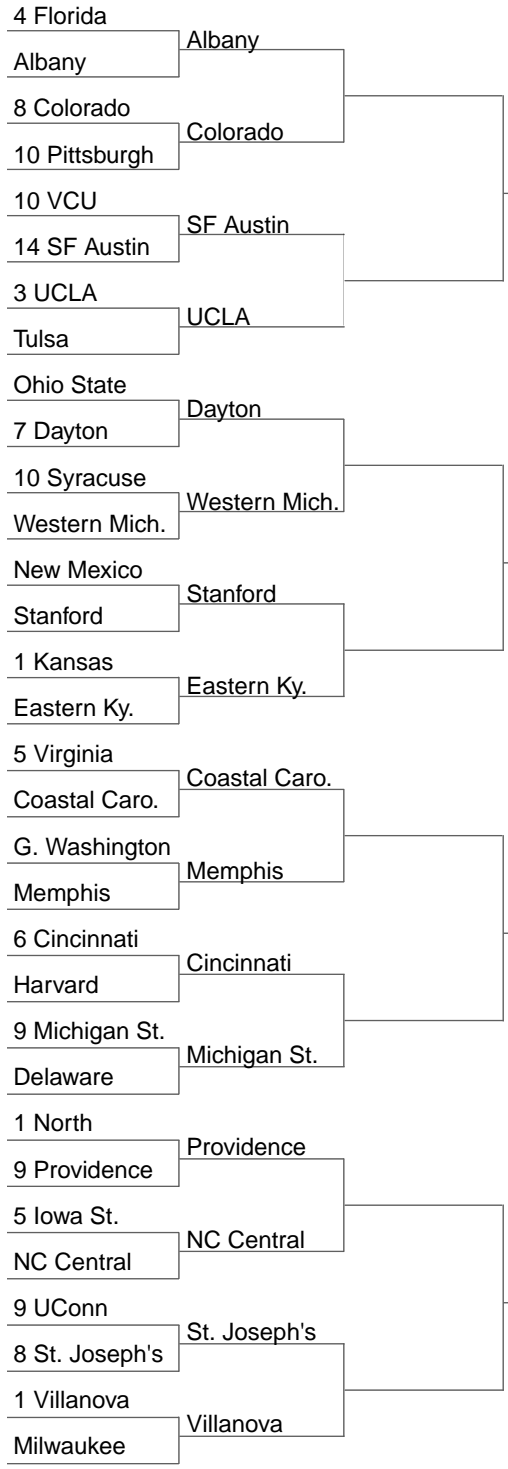 4 Florida
Albany
Albany
8 Colorado
Colorado
10 Pittsburgh
10 VCU
SF Austin
14 SF Austin
3 UCLA
UCLA
Tulsa
Ohio State
Dayton
7 Dayton
10 Syracuse
Western Mich.
Western Mich.
New Mexico
Stanford
Stanford
1 Kansas
Eastern Ky.
Eastern Ky.
5 Virginia
Coastal Caro.
Coastal Caro.
G. Washington
Memphis
Memphis
6 Cincinnati
Cincinnati
Harvard
9 Michigan St.
Michigan St.
Delaware
1 North
Providence
9 Providence
5 Iowa St.
NC Central
NC Central
9 UConn
St. Joseph's
8 St. Joseph's
1 Villanova
Villanova
Milwaukee